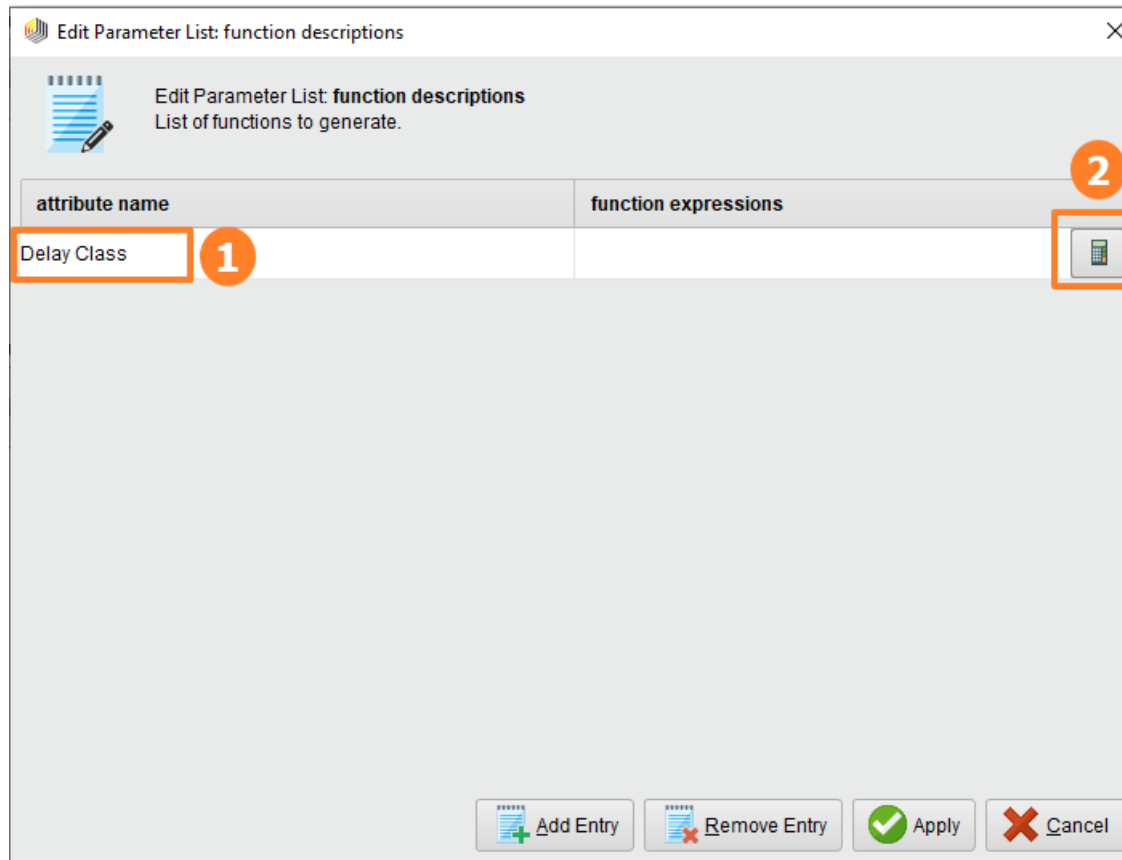 Edit Parameter List: function descriptions
Edit Parameter List: function descriptions
List of functions to generate.
2
attribute name function expressions
Delay Class 1
Add Entry Remove Entry Apply Cancel